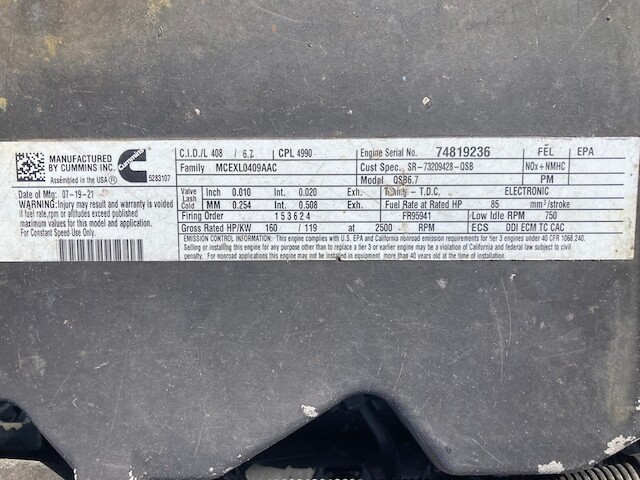 MANUFACTURED
BY CUMMINS INC.
Assembled in the USA ®
Cummins
5283107
Date of Mfg: 07-19-21
WARNING: Injury may result and warranty is voided
if fuel rate, rpm or altitudes exceed published
maximum values for this model and application.
For Constant Speed Use Only.
C.I.D./L 408 / 6.7 CPL 4990 Engine Serial No. 74819236 FEL EPA
Family MCEXL0409AAC Cust Spec. SR-73209428-QSB NOx+NMHC
Model QSB6.7 PM
Valve Lash Cold Inch 0.010 Int. 0.020 Exh. Timing - T.D.C. ELECTRONIC
MM 0.254 Int. 0.508 Exh. Fuel Rate at Rated HP 85 mm³/stroke
Firing Order 153624 FR95941 Low Idle RPM 750
Gross Rated HP/KW 160 / 119 at 2500 RPM ECS DDI ECM TC CAC
EMISSION CONTROL INFORMATION: This engine complies with U.S. EPA and California nonroad emission requirements for tier 3 engines under 40 CFR 1068.240.
Selling or installing this engine for any purpose other than to replace a tier 3 or earlier engine may be a violation of California and federal law subject to civil
penalty. For nonroad applications this engine may not be installed in equipment more than 40 years old at the time of installation.